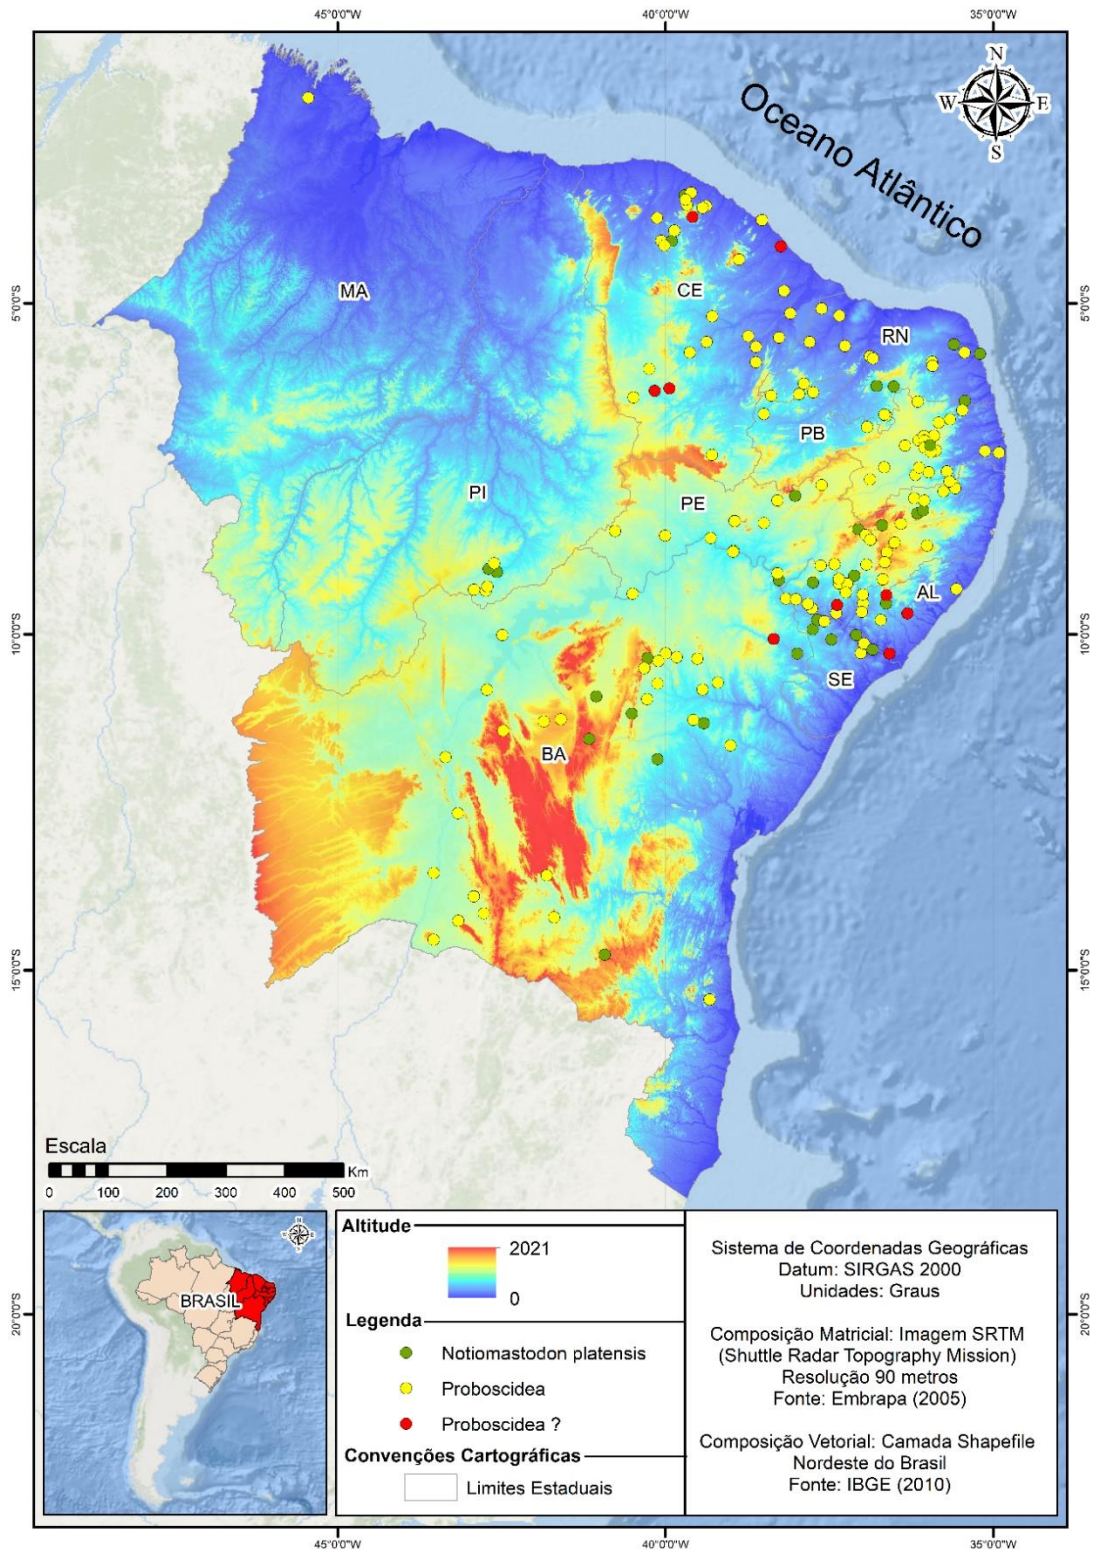 45°0'0"W 40°0'0"W 35°0'0"W
N
W E
S
Oceano Atlântico
MA
CE
5°0'0"S 5°0'0"S
RN
PB
PI
PE
AL
10°0'0"S 10°0'0"S
SE
BA
15°0'0"S 15°0'0"S
Escala
Km
0 100 200 300 400 500
BRASIL
20°0'0"S 20°0'0"S
Altitude
2021
0
Legenda
Notiomastodon platensis
Proboscidea
Proboscidea ?
Convenções Cartográficas
Limites Estaduais
Sistema de Coordenadas Geográficas
Datum: SIRGAS 2000
Unidades: Graus
Composição Matricial: Imagem SRTM
(Shuttle Radar Topography Mission)
Resolução 90 metros
Fonte: Embrapa (2005)
Composição Vetorial: Camada Shapefile
Nordeste do Brasil
Fonte: IBGE (2010)
45°0'0"W 40°0'0"W 35°0'0"W